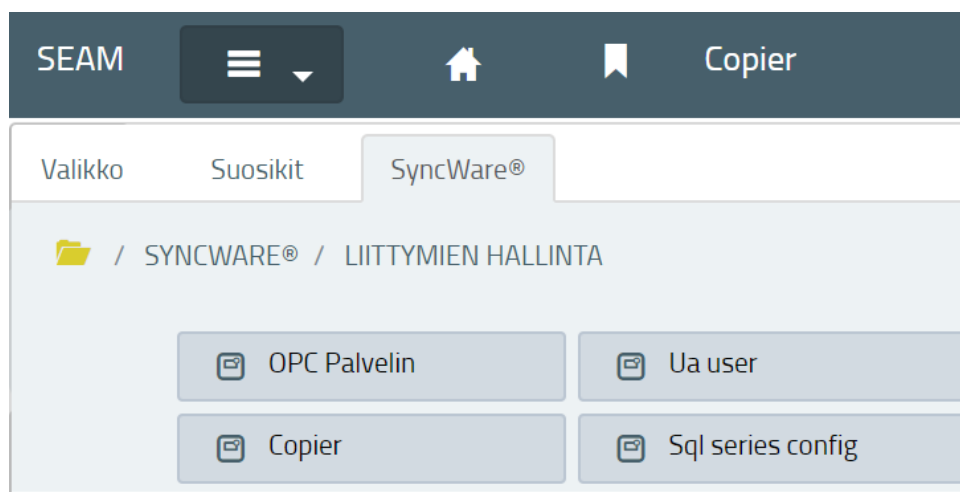 SEAM Copier
Valikko Suosikit SyncWare®
/ SYNCWARE® / LIITTYMIEN HALLINTA
OPC Palvelin Ua user
Copier Sql series config